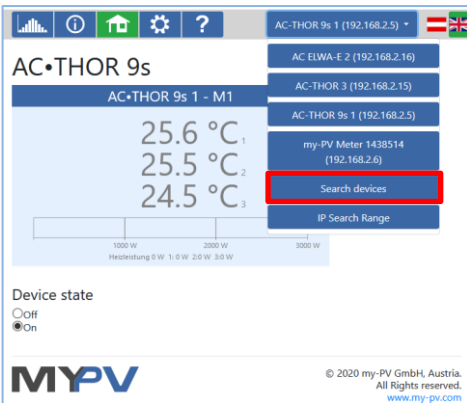 ?
AC-THOR 9s 1 (192.168.2.5)
AC ELWA-E 2 (192.168.2.16)
AC-THOR 3 (192.168.2.15)
AC-THOR 9s 1 (192.168.2.5)
my-PV Meter 1438514
(192.168.2.6)
Search devices
IP Search Range
AC•THOR 9s
AC•THOR 9s 1 - M1
25.6 °C 1
25.5 °C 2
24.5 °C 3
1000 W 2000 W 3000 W
Heizleistung 0 W 1: 0 W 2:0 W 3:0 W
Device state
Off
On
MYPV
© 2020 my-PV GmbH, Austria.
All Rights reserved.
www.my-pv.com